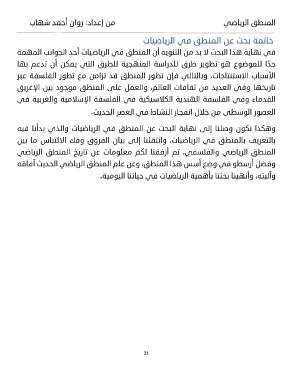 المنطق الرياضي
من إعداد: روان أحمد شهاب
خاتمة بحث عن المنطق في الرياضيات
في نهاية هذا البحث لا بد من التنويه أن المنطق في الرياضيات أحد الجوانب المهمة
جدًا للموضوع هو تطوير طرق للدراسة المنهجية للطرق التي يمكن أن تدعم بها
الأسباب الاستنتاجات، وبالتالي فإن تطور المنطق قد تزامن مع تطور الفلسفة عبر
تاريخها وفي العديد من ثقافات العالم، والعمل على المنطق موجود بين الإغريق
القدماء وفي الفلسفة الهندية الكلاسيكية في الفلسفة الإسلامية والغربية في
العصور الوسطى من خلال انفجار النشاط في العصر الحديث.
وهكذا نكون وصلنا إلى نهاية البحث عن المنطق في الرياضيات والذي بدأنا فيه
بالتعريف بالمنطق في الرياضيات، وانتقلنا إلى بيان الفروق وفك الالتباس ما بين
المنطق الرياضي والفلسفي، ثم أرفقنا لكم معلومات عن تاريخ المنطق الرياضي
وفضل أرسطو في وضع أسس هذا المنطق، وعن علم المنطق الرياضي الحديث آفاقه
وآليته، وأنهينا بحثنا بأهمية الرياضيات في حياتنا اليومية.
21